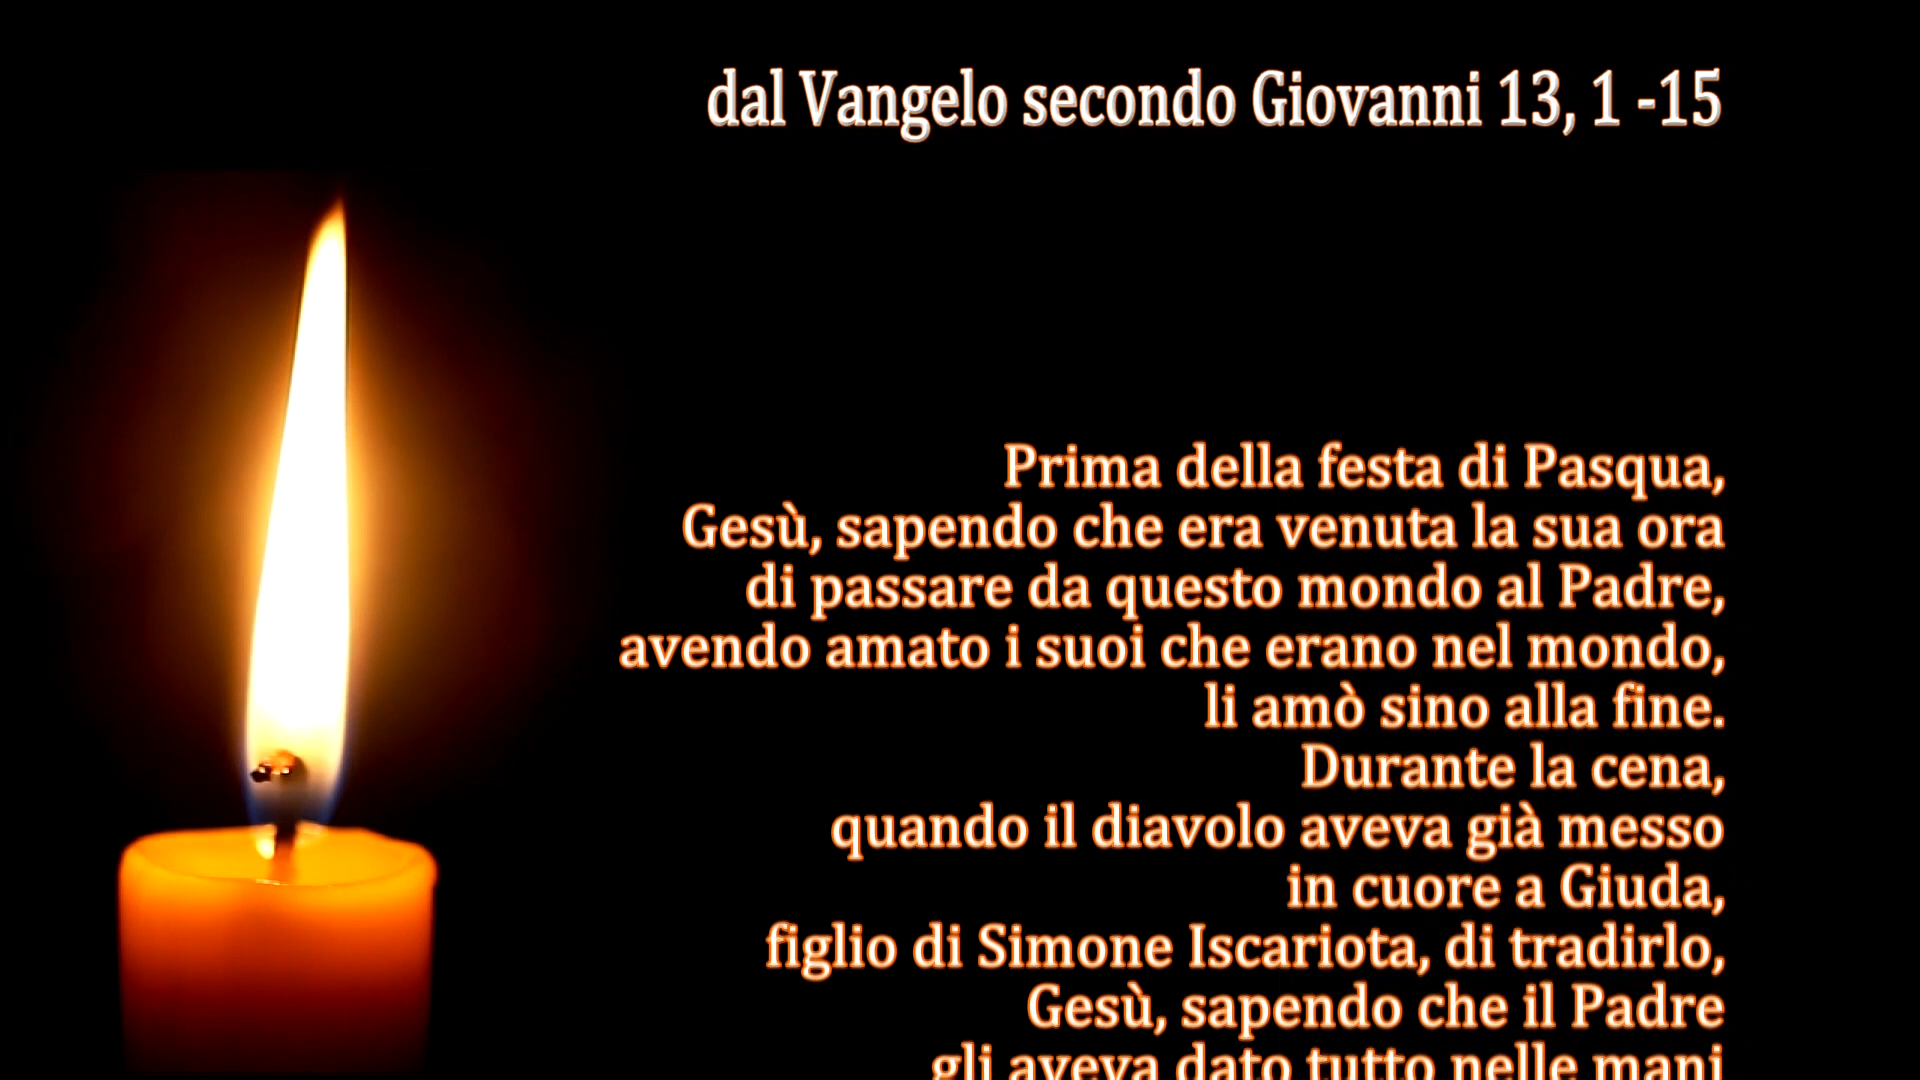 dal Vangelo secondo Giovanni 13, 1 -15
Prima della festa di Pasqua,
Gesù, sapendo che era venuta la sua ora
di passare da questo mondo al Padre,
avendo amato i suoi che erano nel mondo,
li amò sino alla fine.
Durante la cena,
quando il diavolo aveva già messo
in cuore a Giuda,
figlio di Simone Iscariota, di tradirlo,
Gesù, sapendo che il Padre
gli aveva dato tutto nelle mani